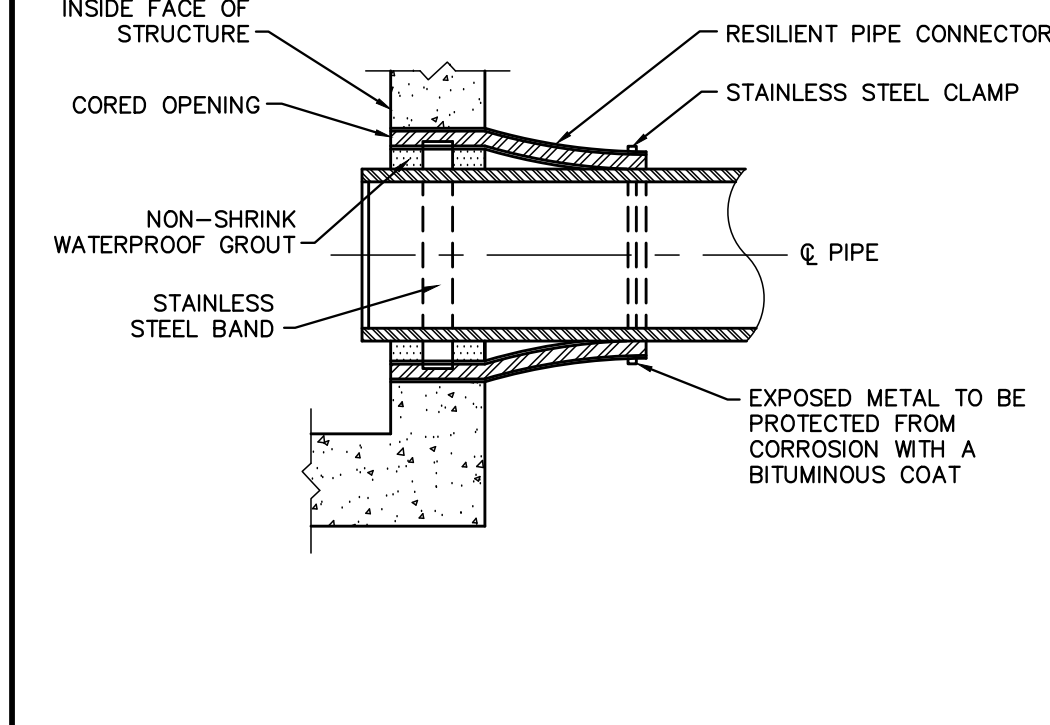 INSIDE FACE OF
STRUCTURE
CORED OPENING
NON-SHRINK
WATERPROOF GROUT
STAINLESS
STEEL BAND
RESILIENT PIPE CONNECTOR
STAINLESS STEEL CLAMP
℄ PIPE
EXPOSED METAL TO BE
PROTECTED FROM
CORROSION WITH A
BITUMINOUS COAT